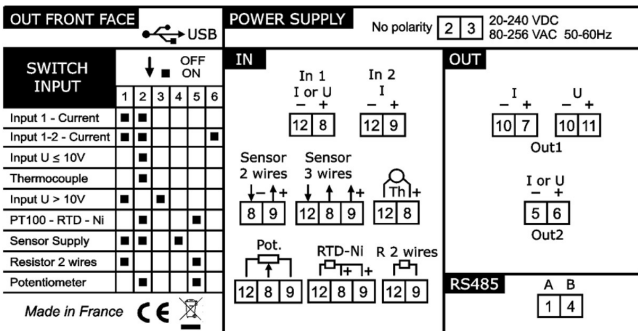 OUT FRONT FACE
USB
SWITCH INPUT
OFF
ON
1 2 3 4 5 6
Input 1 - Current
Input 1-2 - Current
Input U ≤ 10V
Thermocouple
Input U > 10V
PT100 - RTD - Ni
Sensor Supply
Resistor 2 wires
Potentiometer
Made in France CE
POWER SUPPLY
No polarity 2 3 20-240 VDC
80-256 VAC 50-60Hz
IN
In 1 In 2
I or U I
- + - +
12 8 12 9
Sensor Sensor
2 wires 3 wires
- + + Th +
8 9 12 8 9 12 8
Pot. RTD-Ni R 2 wires
+ +
12 8 9 12 8 9 12 9
OUT
I U
- + - +
10 7 10 11
Out1
I or U
- +
5 6
Out2
RS485
A B
1 4